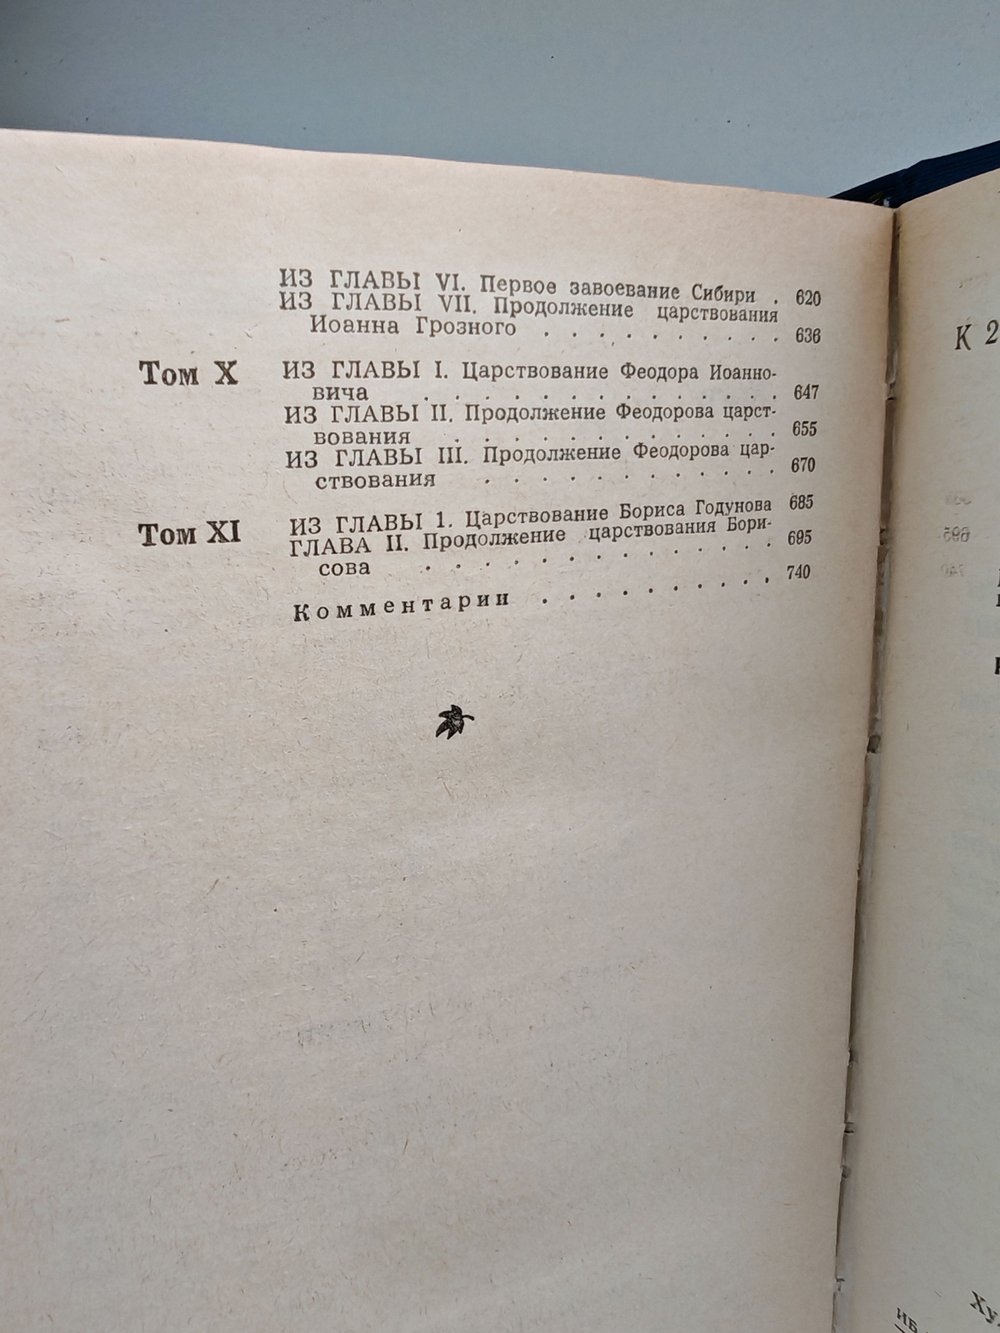 ИЗ ГЛАВЫ VI. Первое завоевание Сибири . 620
ИЗ ГЛАВЫ VII. Продолжение царствования
Иоанна Грозного . . . . . . . . . 636
Том X ИЗ ГЛАВЫ I. Царствование Феодора Иоанно-
вича . . . . . . . . . . . . . 647
ИЗ ГЛАВЫ II. Продолжение Феодорова царст-
вования . . . . . . . . . . . . 655
ИЗ ГЛАВЫ III. Продолжение Феодорова цар-
ствования . . . . . . . . . . . 670
Том XI ИЗ ГЛАВЫ 1. Царствование Бориса Годунова 685
ГЛАВА II. Продолжение царствования Бори-
сова . . . . . . . . . . . . . 695
Комментарии . . . . . . . . . 740
К 2
Ху
ИБ